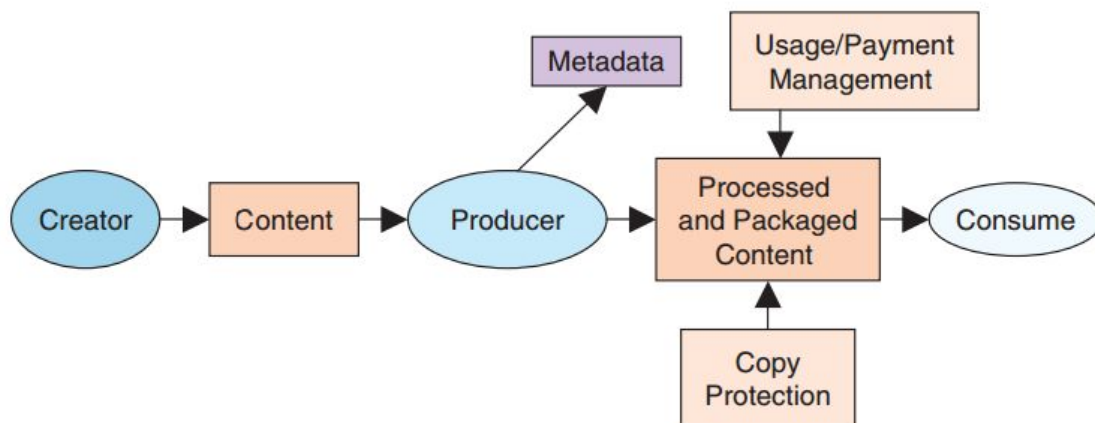 Metadata
Usage/Payment
Management
Creator
Content
Producer
Processed
and Packaged
Content
Consume
Copy
Protection